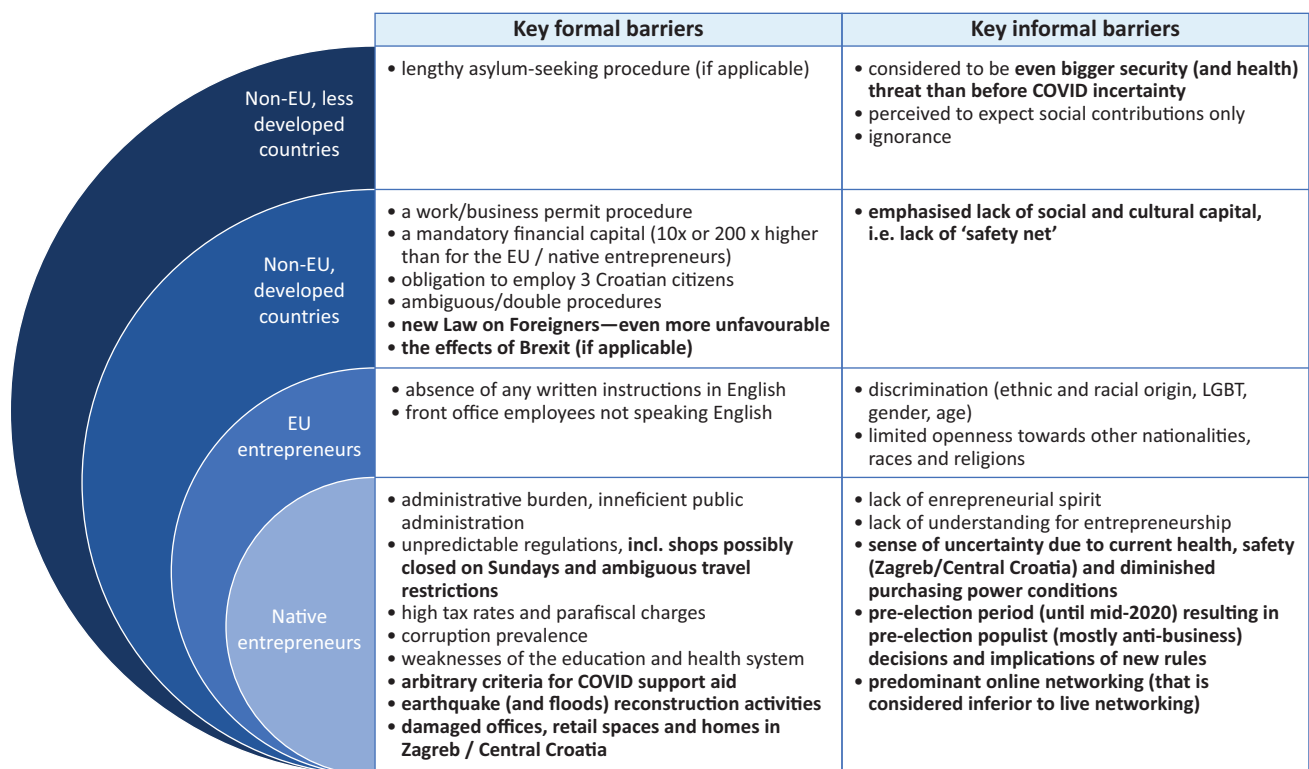 Key formal barriers
Key informal barriers
Non-EU, less
developed
countries
• lengthy asylum-seeking procedure (if applicable)
• considered to be even bigger security (and health)
threat than before COVID incertainty
• perceived to expect social contributions only
• ignorance
Non-EU,
developed
countries
• a work/business permit procedure
• a mandatory financial capital (10x or 200 x higher
than for the EU / native entrepreneurs)
• obligation to employ 3 Croatian citizens
• ambiguous/double procedures
• new Law on Foreigners—even more unfavourable
• the effects of Brexit (if applicable)
• emphasised lack of social and cultural capital,
i.e. lack of ‘safety net’
EU
entrepreneurs
• absence of any written instructions in English
• front office employees not speaking English
• discrimination (ethnic and racial origin, LGBT,
gender, age)
• limited openness towards other nationalities,
races and religions
Native
entrepreneurs
• administrative burden, inneficient public
administration
• unpredictable regulations, incl. shops possibly
closed on Sundays and ambiguous travel
restrictions
• high tax rates and parafiscal charges
• corruption prevalence
• weaknesses of the education and health system
• arbitrary criteria for COVID support aid
• earthquake (and floods) reconstruction activities
• damaged offices, retail spaces and homes in
Zagreb / Central Croatia
• lack of enrepreneurial spirit
• lack of understanding for entrepreneurship
• sense of uncertainty due to current health, safety
(Zagreb/Central Croatia) and diminished
purchasing power conditions
• pre-election period (until mid-2020) resulting in
pre-election populist (mostly anti-business)
decisions and implications of new rules
• predominant online networking (that is
considered inferior to live networking)